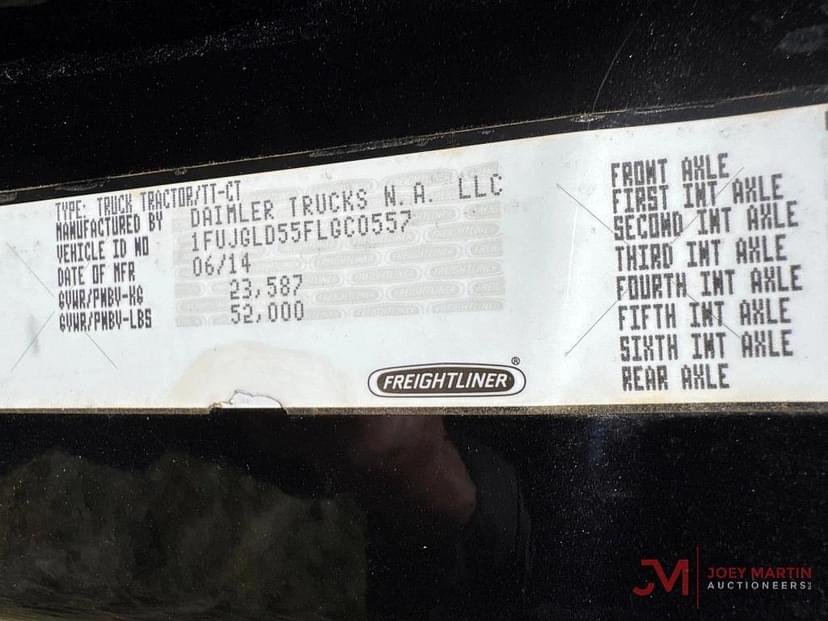 TYPE: TRUCK TRACTOR/TT-CT
MANUFACTURED BY DAIMLER TRUCKS N.A. LLC
VEHICLE ID NO 1FUJGLD55FLGC0557
DATE OF MFR 06/14
GVWR/PNBV-KG 23,587
GVWR/PNBV-LBS 52,000
FREIGHTLINER®
FRONT AXLE
FIRST INT AXLE
SECOND INT AXLE
THIRD INT AXLE
FOURTH INT AXLE
FIFTH INT AXLE
SIXTH INT AXLE
REAR AXLE
JM JOEY MARTIN
AUCTIONEERS